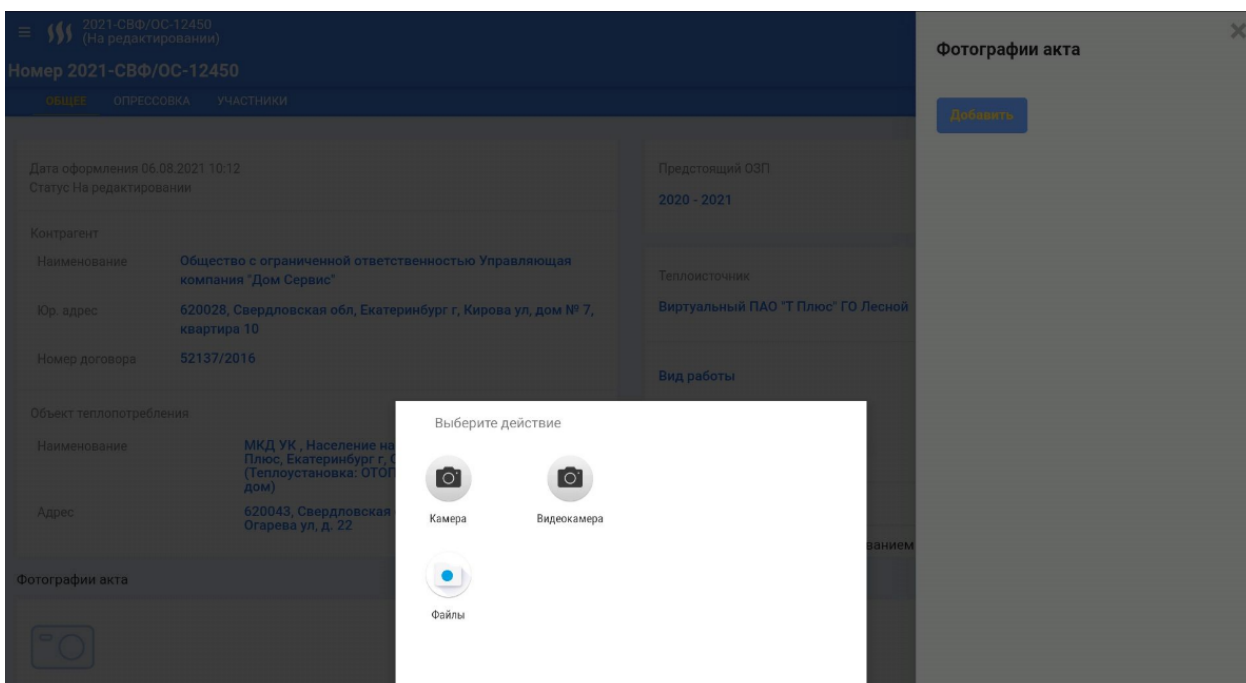 2021-СВФ/ОС-12450
(На редактировании)
Номер 2021-СВФ/ОС-12450
ОБЩЕЕ ОПРЕССОВКА УЧАСТНИКИ
Дата оформления 06.08.2021 10:12
Статус На редактировании
Контрагент
Наименование Общество с ограниченной ответственностью Управляющая
компания "Дом Сервис"
Юр. адрес 620028, Свердловская обл, Екатеринбург г, Кирова ул, дом № 7,
квартира 10
Номер договора 52137/2016
Объект теплопотребления
Наименование МКД УК , Население на
Плюс, Екатеринбург г,
(Теплоустановка:
дом)
Адрес 620043, Свердловская
Огарева ул, д. 22
Фотографии акта
Предстоящий ОЗП
2020 - 2021
Теплоисточник
Виртуальный ПАО "Т Плюс" ГО Лесной
Вид работы
ванием
Выберите действие
Камера Видеокамера
Файлы
Фотографии акта
Добавить